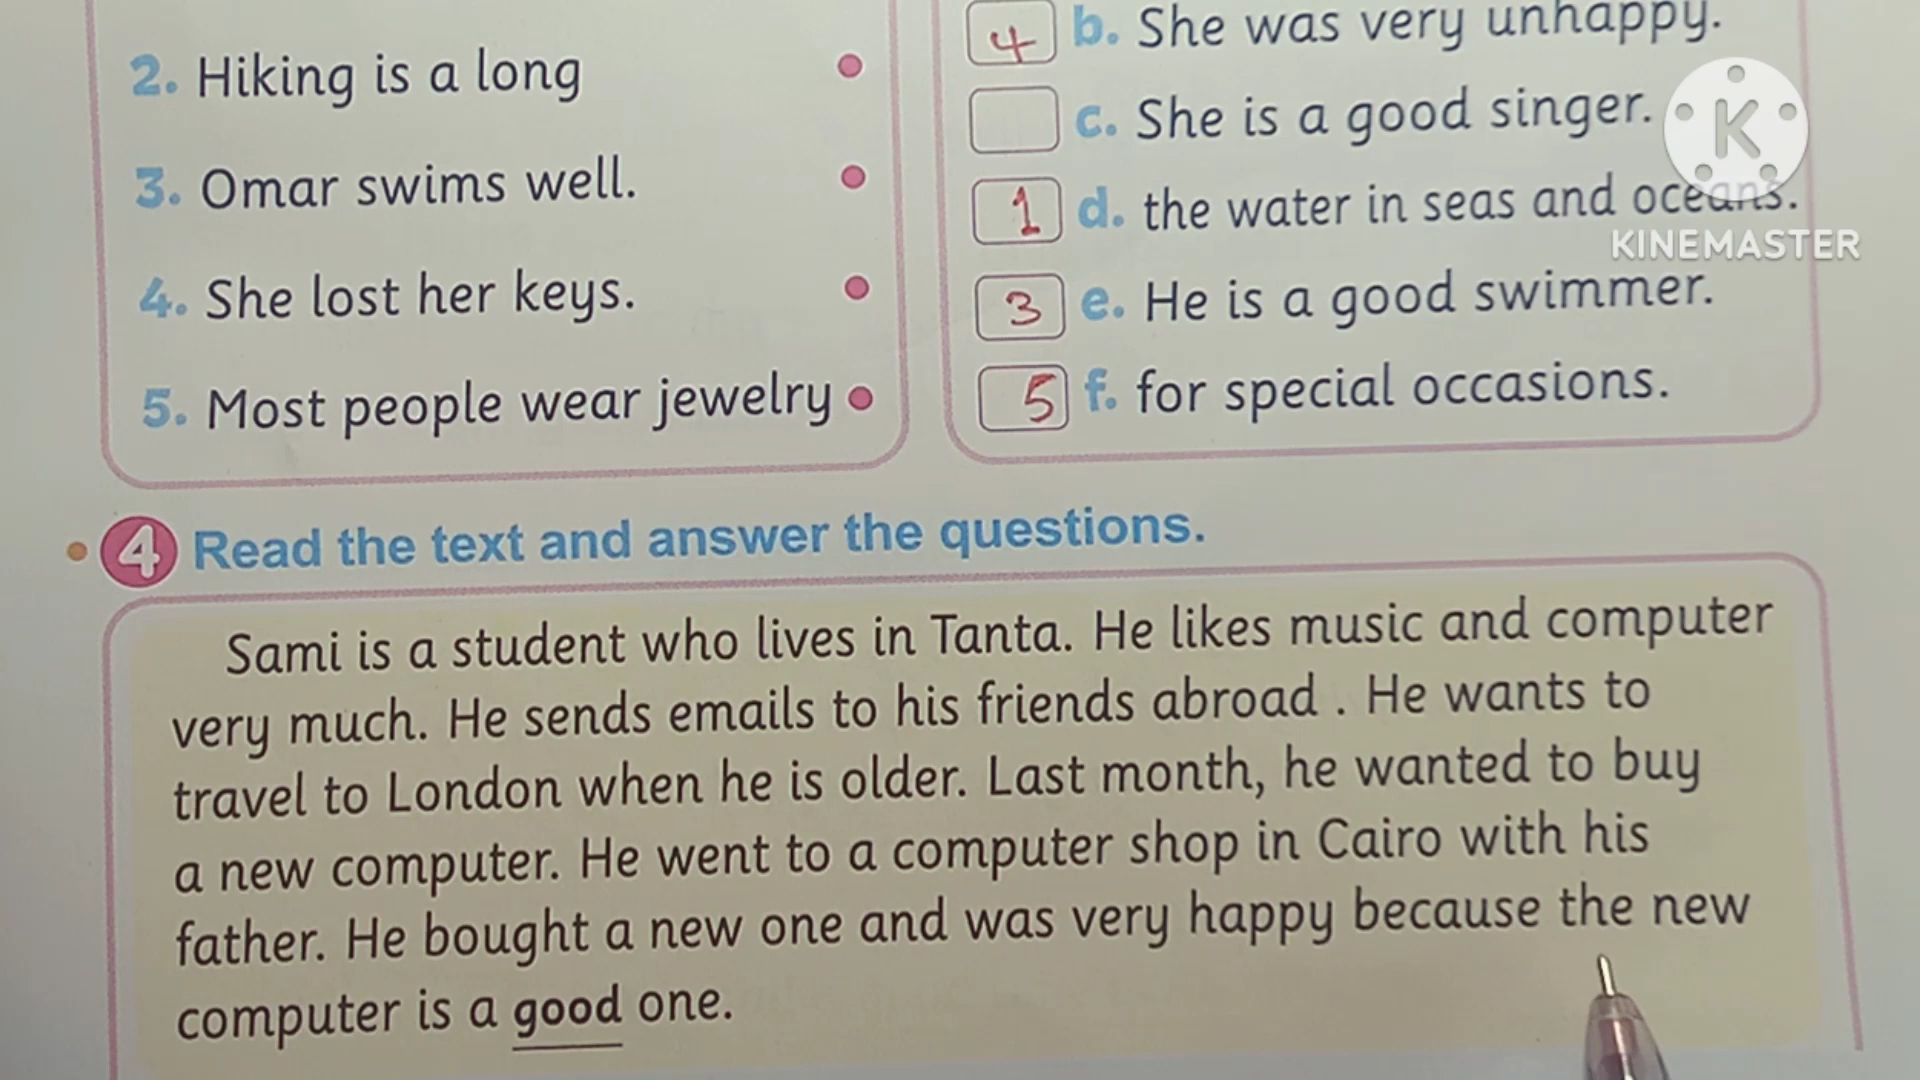 2. Hiking is a long
3. Omar swims well.
4. She lost her keys.
5. Most people wear jewelry
4 b. She was very unhappy.
c. She is a good singer.
1 d. the water in seas and oceans.
3 e. He is a good swimmer.
5 f. for special occasions.
K
KINEMASTER
4 Read the text and answer the questions.
Sami is a student who lives in Tanta. He likes music and computer
very much. He sends emails to his friends abroad . He wants to
travel to London when he is older. Last month, he wanted to buy
a new computer. He went to a computer shop in Cairo with his
father. He bought a new one and was very happy because the new
computer is a good one.